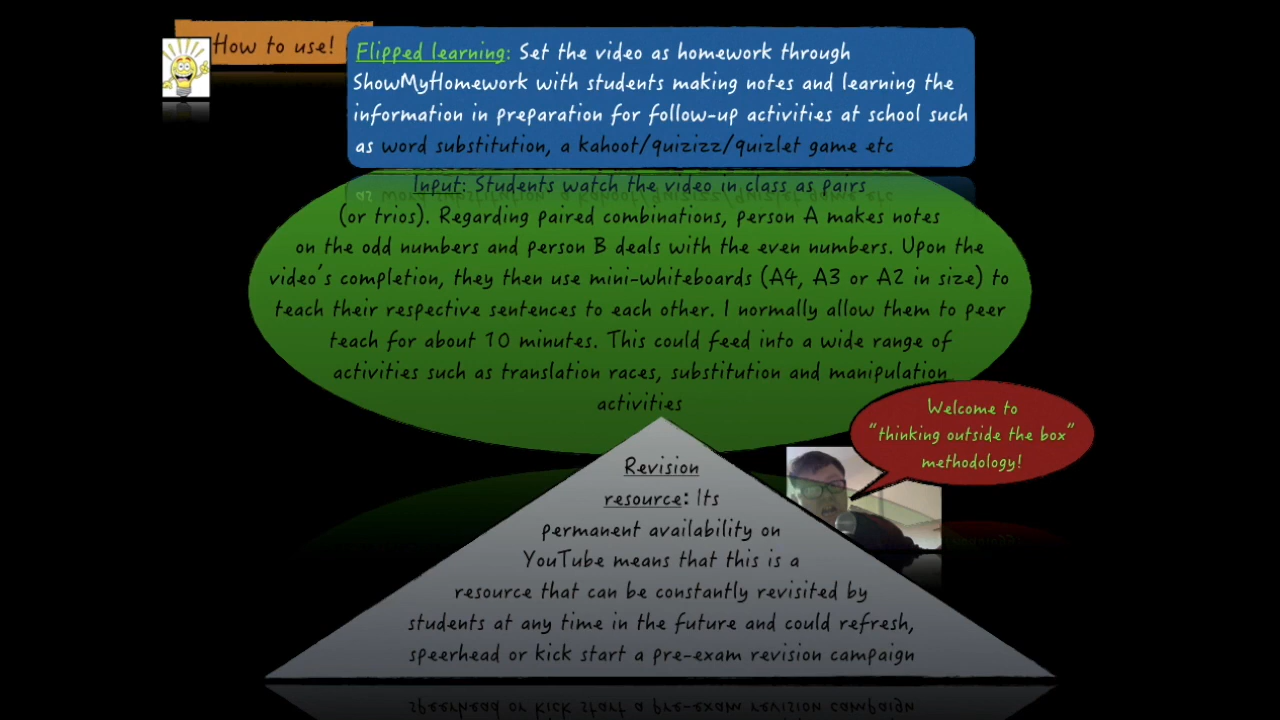 How to use!
Flipped learning: Set the video as homework through
ShowMyHomework with students making notes and learning the
information in preparation for follow-up activities at school such
as word substitution, a kahoot/quizizz/quizlet game etc
Input: Students watch the video in class as pairs
(or trios). Regarding paired combinations, person A makes notes
on the odd numbers and person B deals with the even numbers. Upon the
video's completion, they then use mini-whiteboards (A4, A3 or A2 in size) to
teach their respective sentences to each other. I normally allow them to peer
teach for about 10 minutes. This could feed into a wide range of
activities such as translation races, substitution and manipulation
activities
Welcome to
"thinking outside the box"
methodology!
Revision
resource: Its
permanent availability on
YouTube means that this is a
resource that can be constantly revisited by
students at any time in the future and could refresh,
speerhead or kick start a pre-exam revision campaign